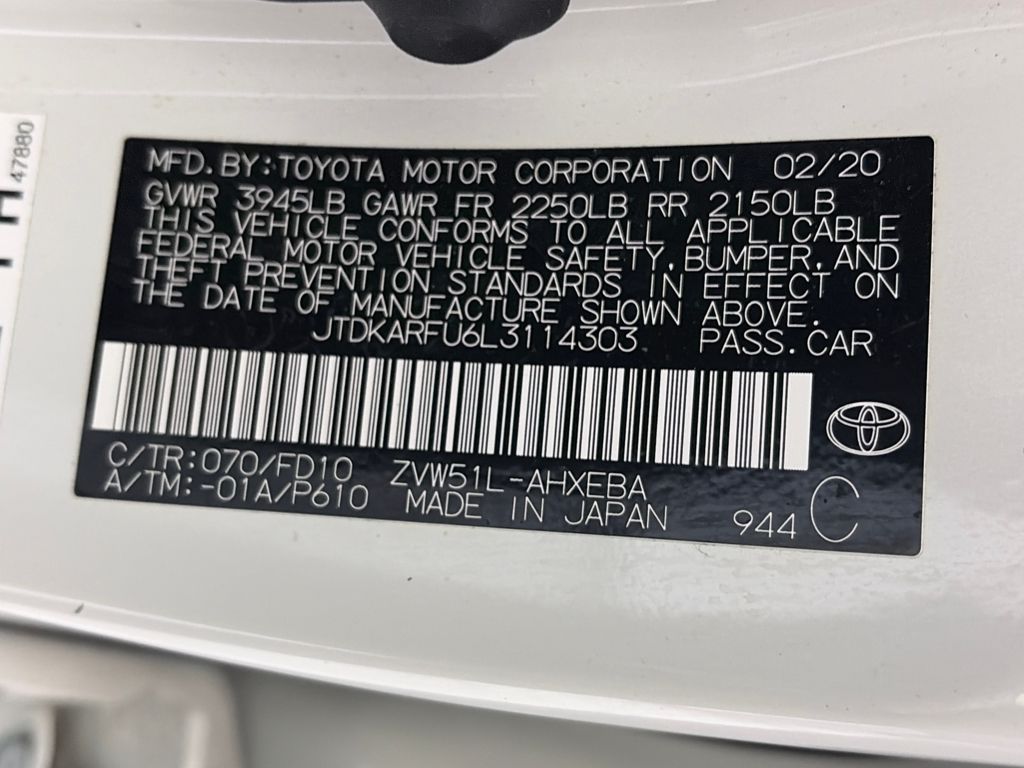 47880
MFD. BY: TOYOTA MOTOR CORPORATION 02/20
GVWR 3945LB GAWR FR 2250LB RR 2150LB
THIS VEHICLE CONFORMS TO ALL APPLICABLE
FEDERAL MOTOR VEHICLE SAFETY, BUMPER, AND
THEFT PREVENTION STANDARDS IN EFFECT ON
THE DATE OF MANUFACTURE SHOWN ABOVE.
JTDKARFU6L3114303 PASS. CAR
C/TR: 070/FD10 ZVW51L-AHXEBA
A/TM: -01A/P610 MADE IN JAPAN 944 C